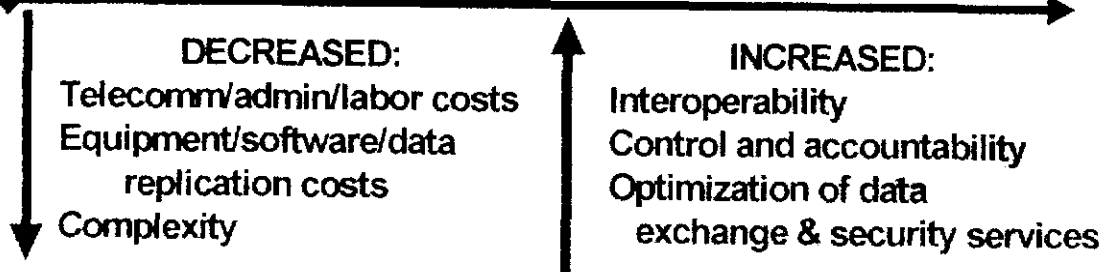 DECREASED:
Telecomm/admin/labor costs
Equipment/software/data
replication costs
Complexity
INCREASED:
Interoperability
Control and accountability
Optimization of data
exchange & security services